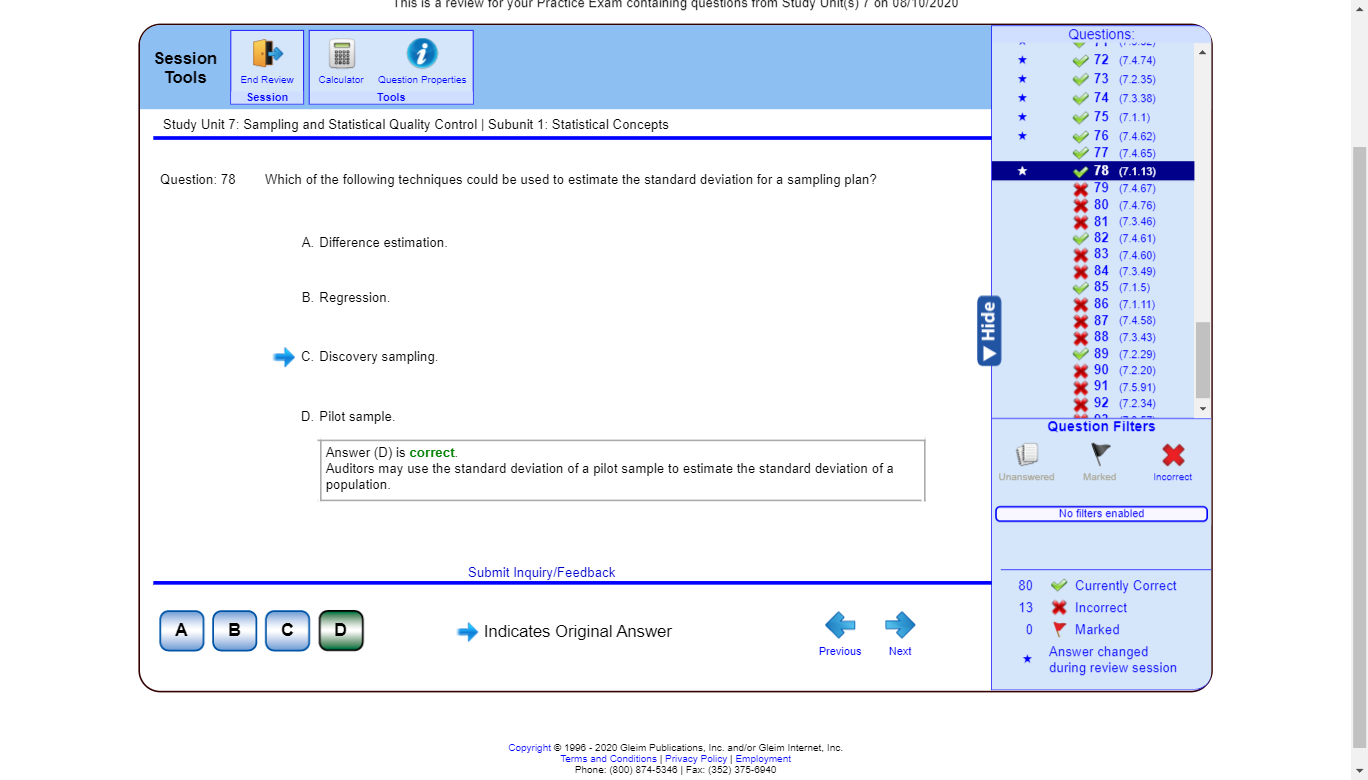 This is a review for your Practice Exam containing questions from Study Unit(s) 7 on 08/10/2020
Session Tools
End Review
Session
Calculator
Question Properties
Tools
Study Unit 7: Sampling and Statistical Quality Control | Subunit 1: Statistical Concepts
Question: 78 Which of the following techniques could be used to estimate the standard deviation for a sampling plan?
A. Difference estimation.
B. Regression.
C. Discovery sampling.
D. Pilot sample.
Answer (D) is correct.
Auditors may use the standard deviation of a pilot sample to estimate the standard deviation of a
population.
Submit Inquiry/Feedback
A B C D
Indicates Original Answer
Previous
Next
Hide
Questions:
72 (7.4.74)
73 (7.2.35)
74 (7.3.38)
75 (7.1.1)
76 (7.4.62)
77 (7.4.65)
78 (7.1.13)
79 (7.4.67)
80 (7.4.76)
81 (7.3.46)
82 (7.4.61)
83 (7.4.60)
84 (7.3.49)
85 (7.1.5)
86 (7.1.11)
87 (7.4.58)
88 (7.3.43)
89 (7.2.29)
90 (7.2.20)
91 (7.5.91)
92 (7.2.34)
Question Filters
Unanswered
Marked
Incorrect
No filters enabled
80 Currently Correct
13 Incorrect
0 Marked
Answer changed
during review session
Copyright © 1996 - 2020 Gleim Publications, Inc. and/or Gleim Internet, Inc.
Terms and Conditions | Privacy Policy | Employment
Phone: (800) 874-5346 | Fax: (352) 375-6940